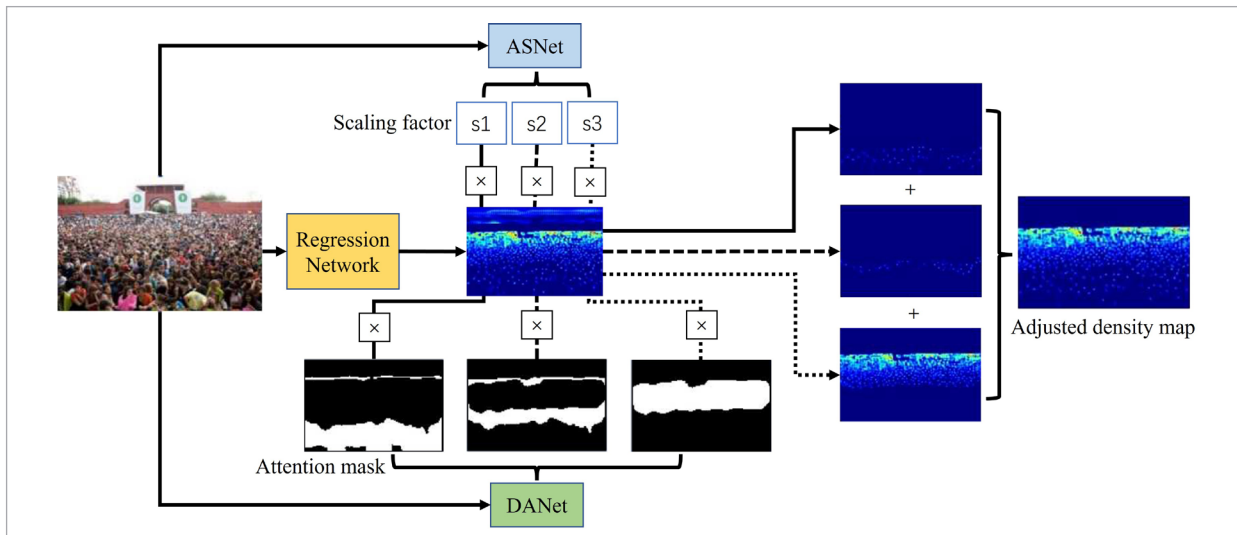 ASNet
Scaling factor
s1
s2
s3
×
×
×
Regression
Network
+
+
Adjusted density map
×
×
×
Attention mask
DANet